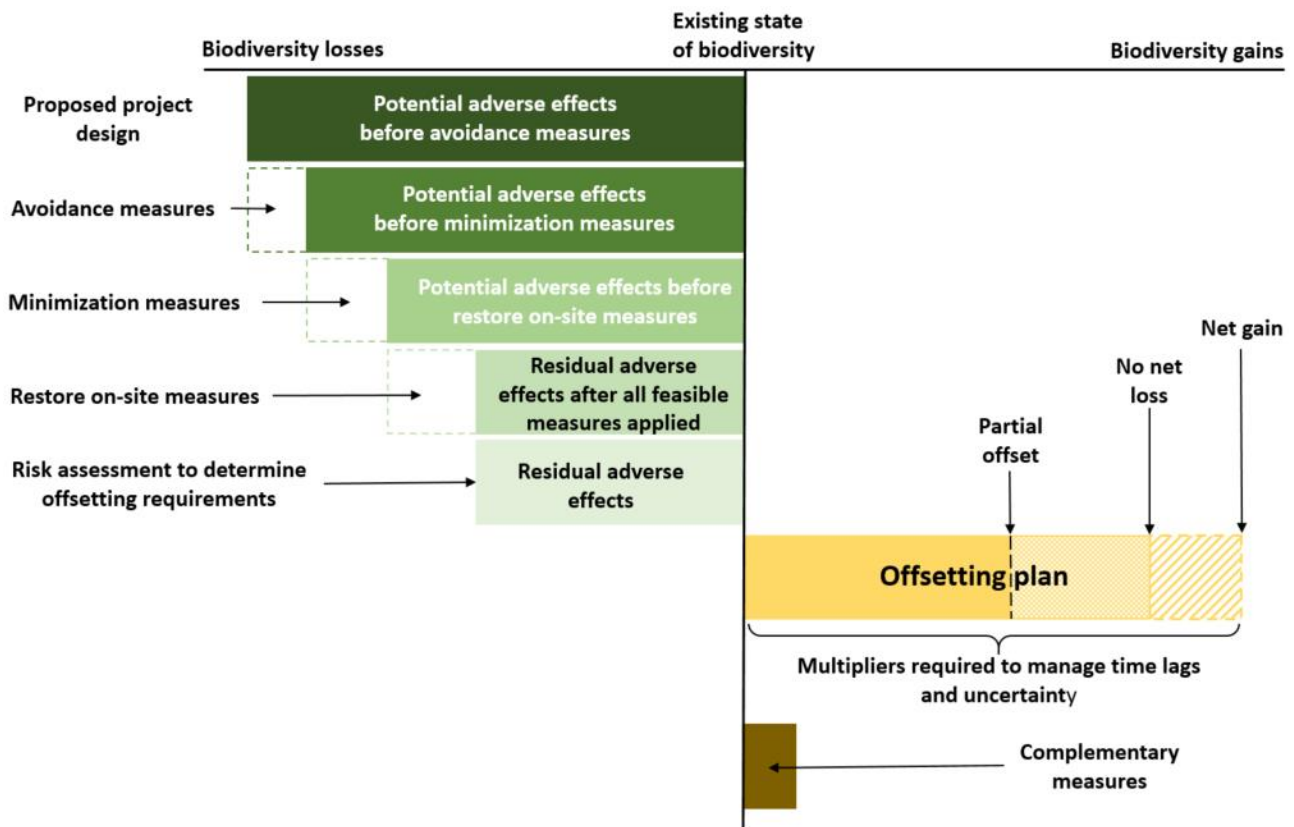 Biodiversity losses
Existing state
of biodiversity
Biodiversity gains
Proposed project
design
Potential adverse effects
before avoidance measures
Avoidance measures
Potential adverse effects
before minimization measures
Minimization measures
Potential adverse effects before
restore on-site measures
Restore on-site measures
Residual adverse
effects after all feasible
measures applied
Risk assessment to determine
offsetting requirements
Residual adverse
effects
Partial
offset
No net
loss
Net gain
Offsetting plan
Multipliers required to manage time lags
and uncertainty
Complementary
measures